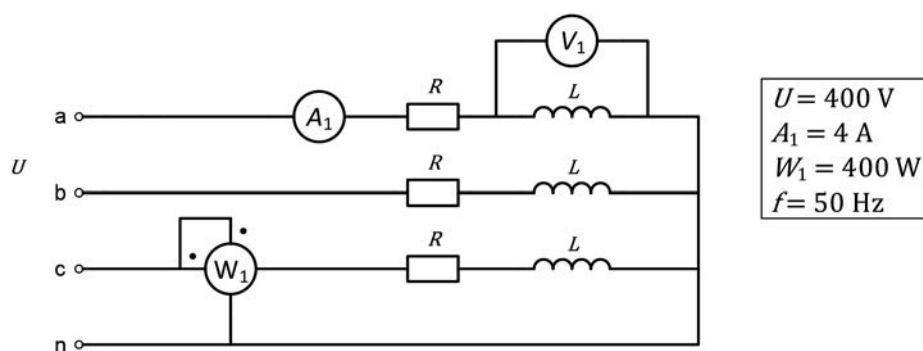 V₁
R
L
a
A₁
U
R
L
b
R
L
c
W₁
n
U = 400 V
A₁ = 4 A
W₁ = 400 W
f = 50 Hz